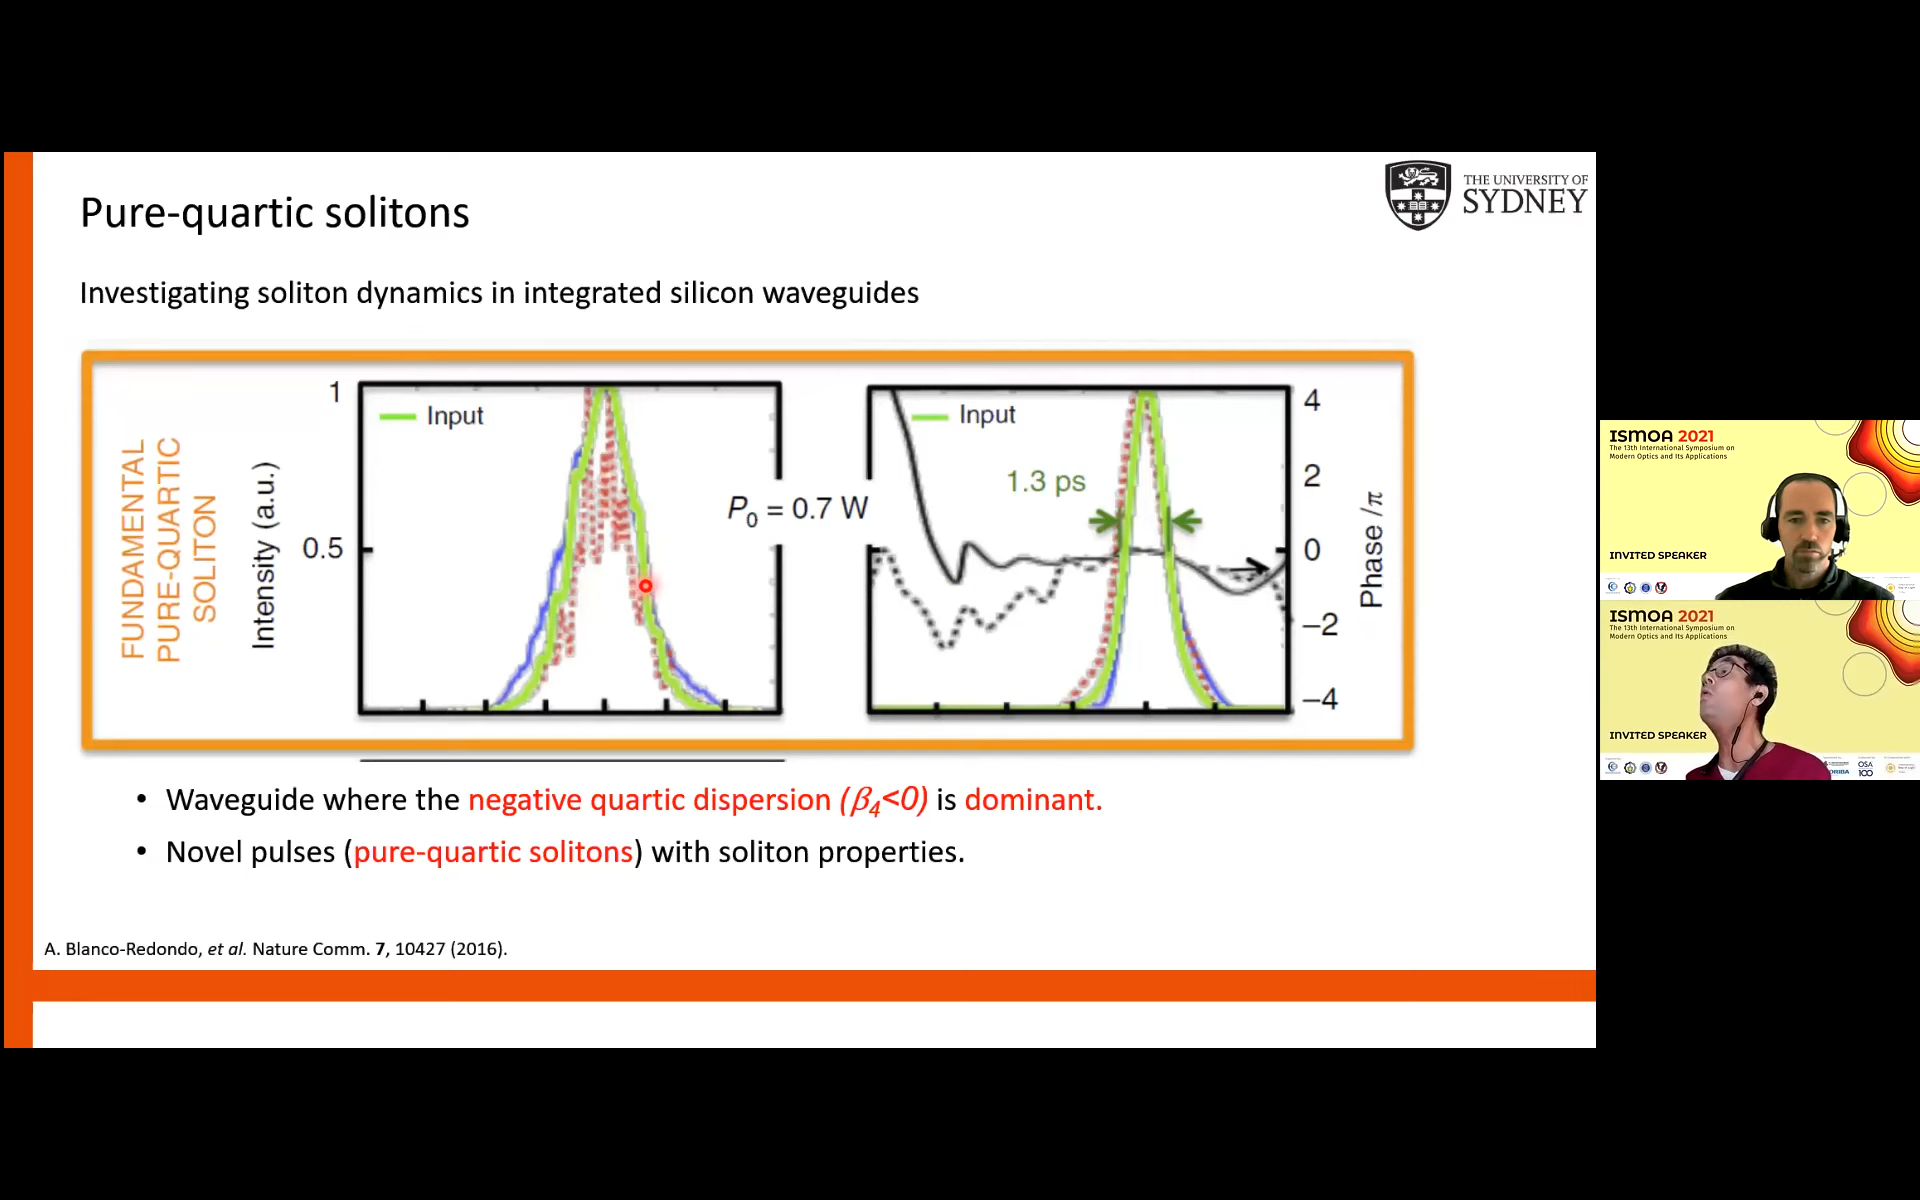 Pure-quartic solitons
THE UNIVERSITY OF
SYDNEY
Investigating soliton dynamics in integrated silicon waveguides
FUNDAMENTAL
PURE-QUARTIC
SOLITON
Intensity (a.u.)
1
0.5
Input
P₀ = 0.7 W
Input
1.3 ps
4
2
0
−2
−4
Phase /π
• Waveguide where the negative quartic dispersion (β₄<0) is dominant.
• Novel pulses (pure-quartic solitons) with soliton properties.
A. Blanco-Redondo, et al. Nature Comm. 7, 10427 (2016).
ISMOA 2021
The 13th International Symposium on
Modern Optics and Its Applications
INVITED SPEAKER
ISMOA 2021
The 13th International Symposium on
Modern Optics and Its Applications
INVITED SPEAKER
OSA
100